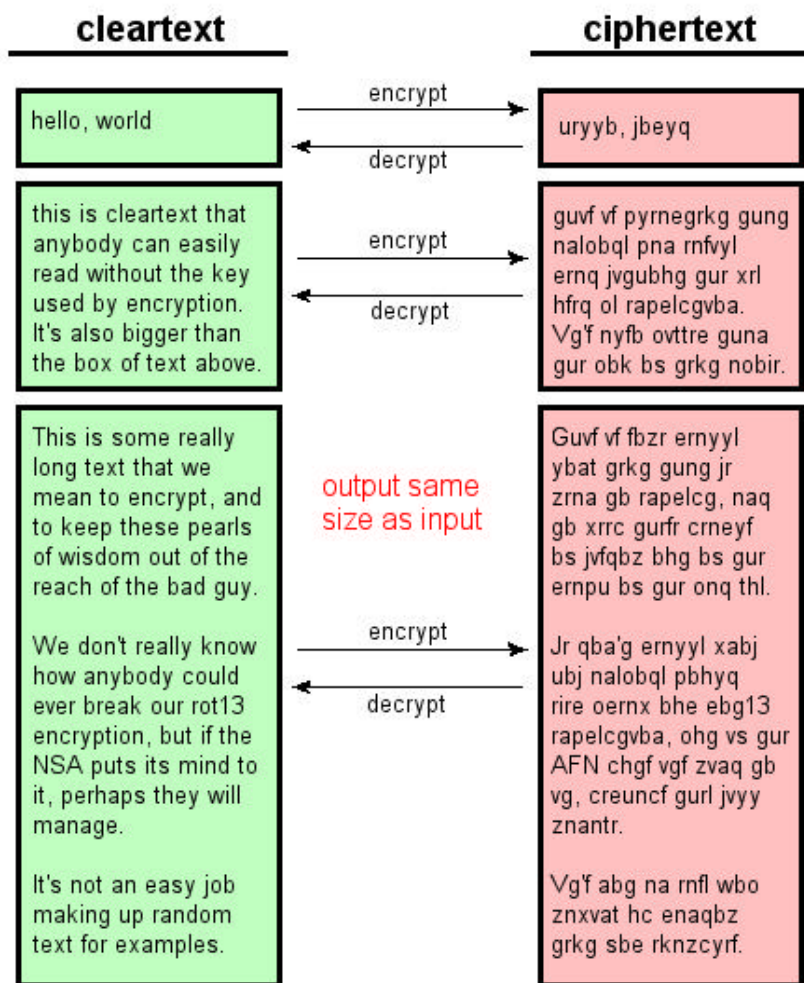 cleartext
ciphertext
hello, world
encrypt
decrypt
uryyb, jbeyq
this is cleartext that
anybody can easily
read without the key
used by encryption.
It's also bigger than
the box of text above.
encrypt
decrypt
guvf vf pyrnegrkg gung
nalobql pna rnfvyl
ernq jvgubhg gur xrl
hfrq ol rapelcgvba.
Vg'f nyfb ovttre guna
gur obk bs grkg nobir.
This is some really
long text that we
mean to encrypt, and
to keep these pearls
of wisdom out of the
reach of the bad guy.
We don't really know
how anybody could
ever break our rot13
encryption, but if the
NSA puts its mind to
it, perhaps they will
manage.
It's not an easy job
making up random
text for examples.
output same
size as input
encrypt
decrypt
Guvf vf fbzr ernyyl
ybat grkg gung jr
zrna gb rapelcg, naq
gb xrrc gurfr crneyf
bs jvfqbz bhg bs gur
ernpu bs gur onq thl.
Jr qba'g ernyyl xabj
ubj nalobql pbhyq
rire oernx bhe ebg13
rapelcgvba, ohg vs gur
AFN chgf vgf zvaq gb
vg, creuncf gurl jvyy
znantr.
Vg'f abg na rnfl wbo
znxvat hc enaqbz
grkg sbe rknzcyrf.